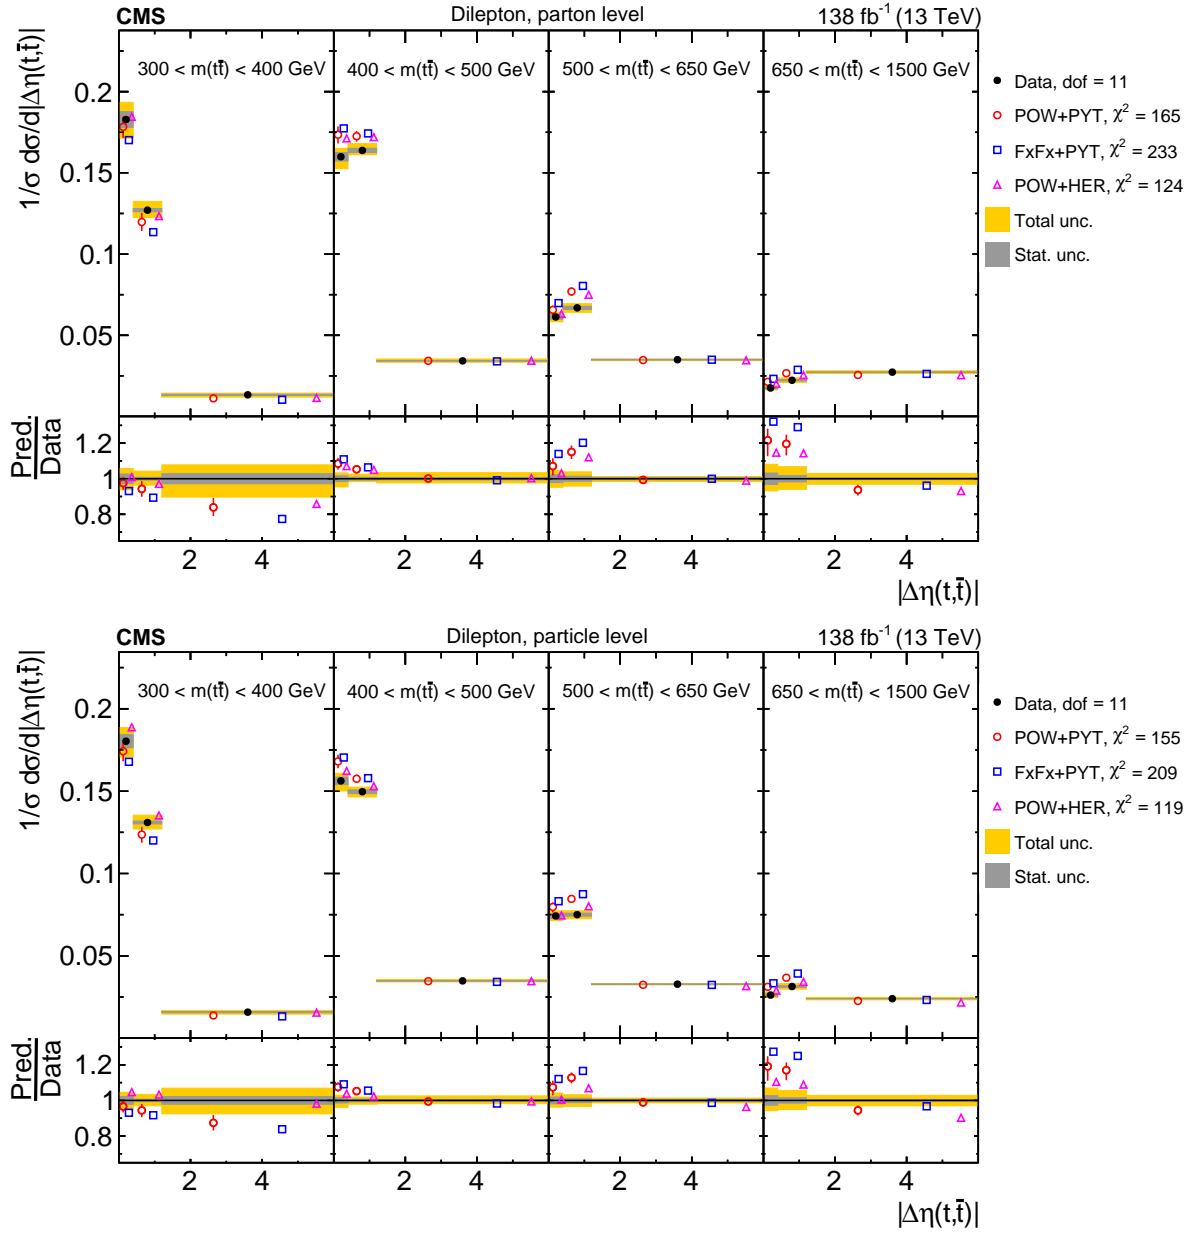 CMS Dilepton, parton level 138 fb⁻¹ (13 TeV)
1/σ dσ/d|Δη(t,t̄)|
300 < m(tt̄) < 400 GeV 400 < m(tt̄) < 500 GeV 500 < m(tt̄) < 650 GeV 650 < m(tt̄) < 1500 GeV
0.2
0.15
0.1
0.05
Data, dof = 11
POW+PYT, χ² = 165
FxFx+PYT, χ² = 233
POW+HER, χ² = 124
Total unc.
Stat. unc.
Pred.
Data
1.2
1
0.8
2 4 2 4 2 4 2 4
|Δη(t,t̄)|
CMS Dilepton, particle level 138 fb⁻¹ (13 TeV)
1/σ dσ/d|Δη(t,t̄)|
300 < m(tt̄) < 400 GeV 400 < m(tt̄) < 500 GeV 500 < m(tt̄) < 650 GeV 650 < m(tt̄) < 1500 GeV
0.2
0.15
0.1
0.05
Data, dof = 11
POW+PYT, χ² = 155
FxFx+PYT, χ² = 209
POW+HER, χ² = 119
Total unc.
Stat. unc.
Pred.
Data
1.2
1
0.8
2 4 2 4 2 4 2 4
|Δη(t,t̄)|